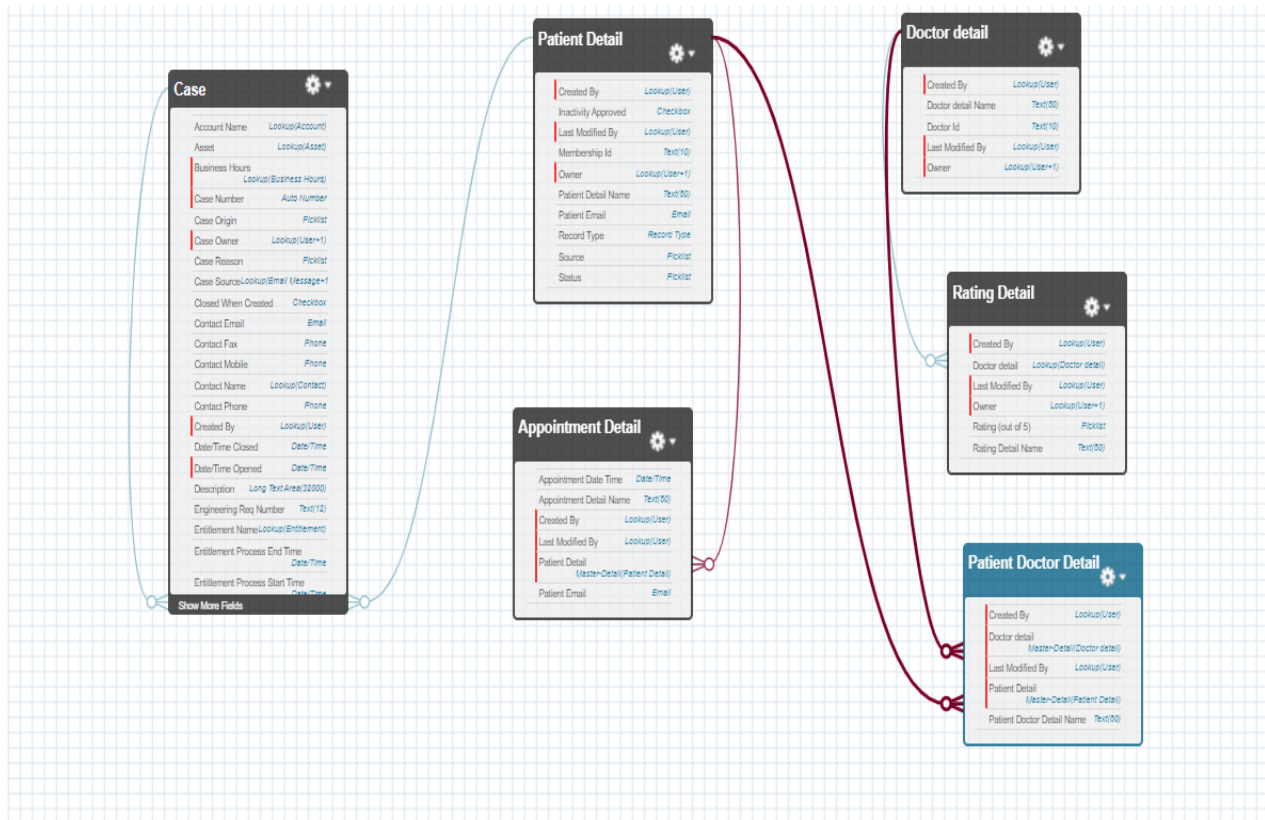 Case
Account Name Lookup(Account)
Asset Lookup(Asset)
Business Hours
Lookup(Business Hours)
Case Number Auto Number
Case Origin Picklist
Case Owner Lookup(User+1)
Case Reason Picklist
Case Source Lookup(Email Message+1
Closed When Created Checkbox
Contact Email Email
Contact Fax Phone
Contact Mobile Phone
Contact Name Lookup(Contact)
Contact Phone Phone
Created By Lookup(User)
Date/Time Closed Date/Time
Date/Time Opened Date/Time
Description Long Text Area(32000)
Engineering Req Number Text(12)
Entitlement Name Lookup(Entitlement)
Entitlement Process End Time
Date/Time
Entitlement Process Start Time
Date/Time
Show More Fields
Patient Detail
Created By Lookup(User)
Inactivity Approved Checkbox
Last Modified By Lookup(User)
Membership Id Text(10)
Owner Lookup(User+1)
Patient Detail Name Text(80)
Patient Email Email
Record Type Record Type
Source Picklist
Status Picklist
Appointment Detail
Appointment Date Time Date/Time
Appointment Detail Name Text(80)
Created By Lookup(User)
Last Modified By Lookup(User)
Patient Detail
Master-Detail(Patient Detail)
Patient Email Email
Doctor detail
Created By Lookup(User)
Doctor detail Name Text(80)
Doctor Id Text(10)
Last Modified By Lookup(User)
Owner Lookup(User+1)
Rating Detail
Created By Lookup(User)
Doctor detail Lookup(Doctor detail)
Last Modified By Lookup(User)
Owner Lookup(User+1)
Rating (out of 5) Picklist
Rating Detail Name Text(80)
Patient Doctor Detail
Created By Lookup(User)
Doctor detail
Master-Detail(Doctor detail)
Last Modified By Lookup(User)
Patient Detail
Master-Detail(Patient Detail)
Patient Doctor Detail Name Text(80)